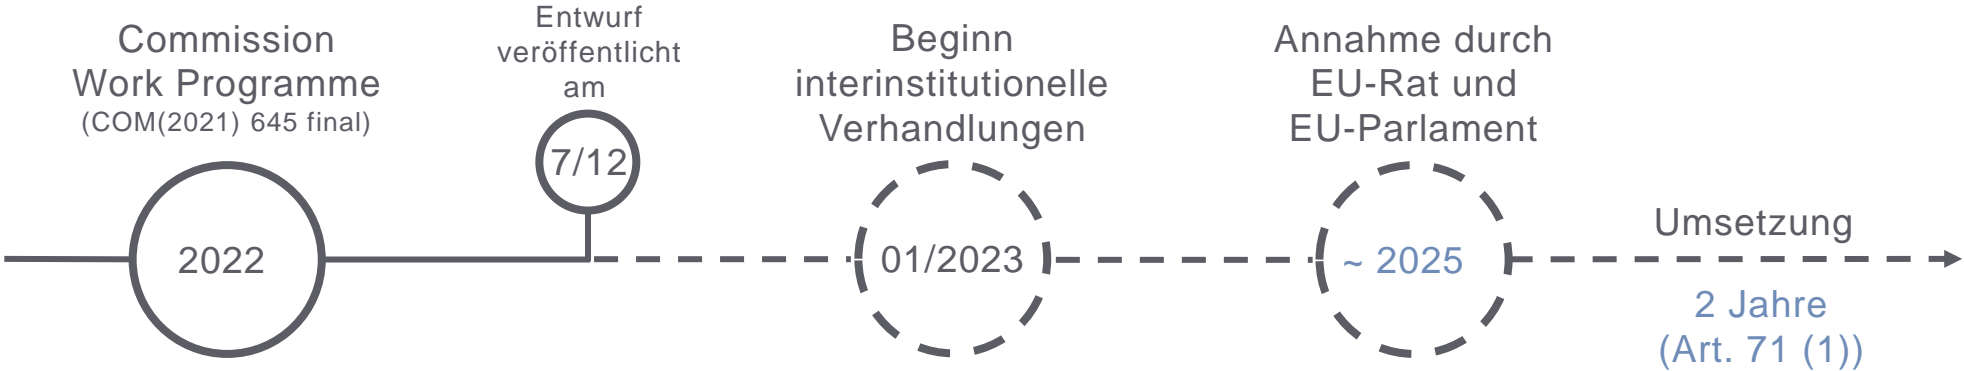 Commission
Work Programme
(COM(2021) 645 final)
2022
Entwurf
veröffentlicht
am
7/12
Beginn
interinstitutionelle
Verhandlungen
01/2023
Annahme durch
EU-Rat und
EU-Parlament
~ 2025
Umsetzung
2 Jahre
(Art. 71 (1))